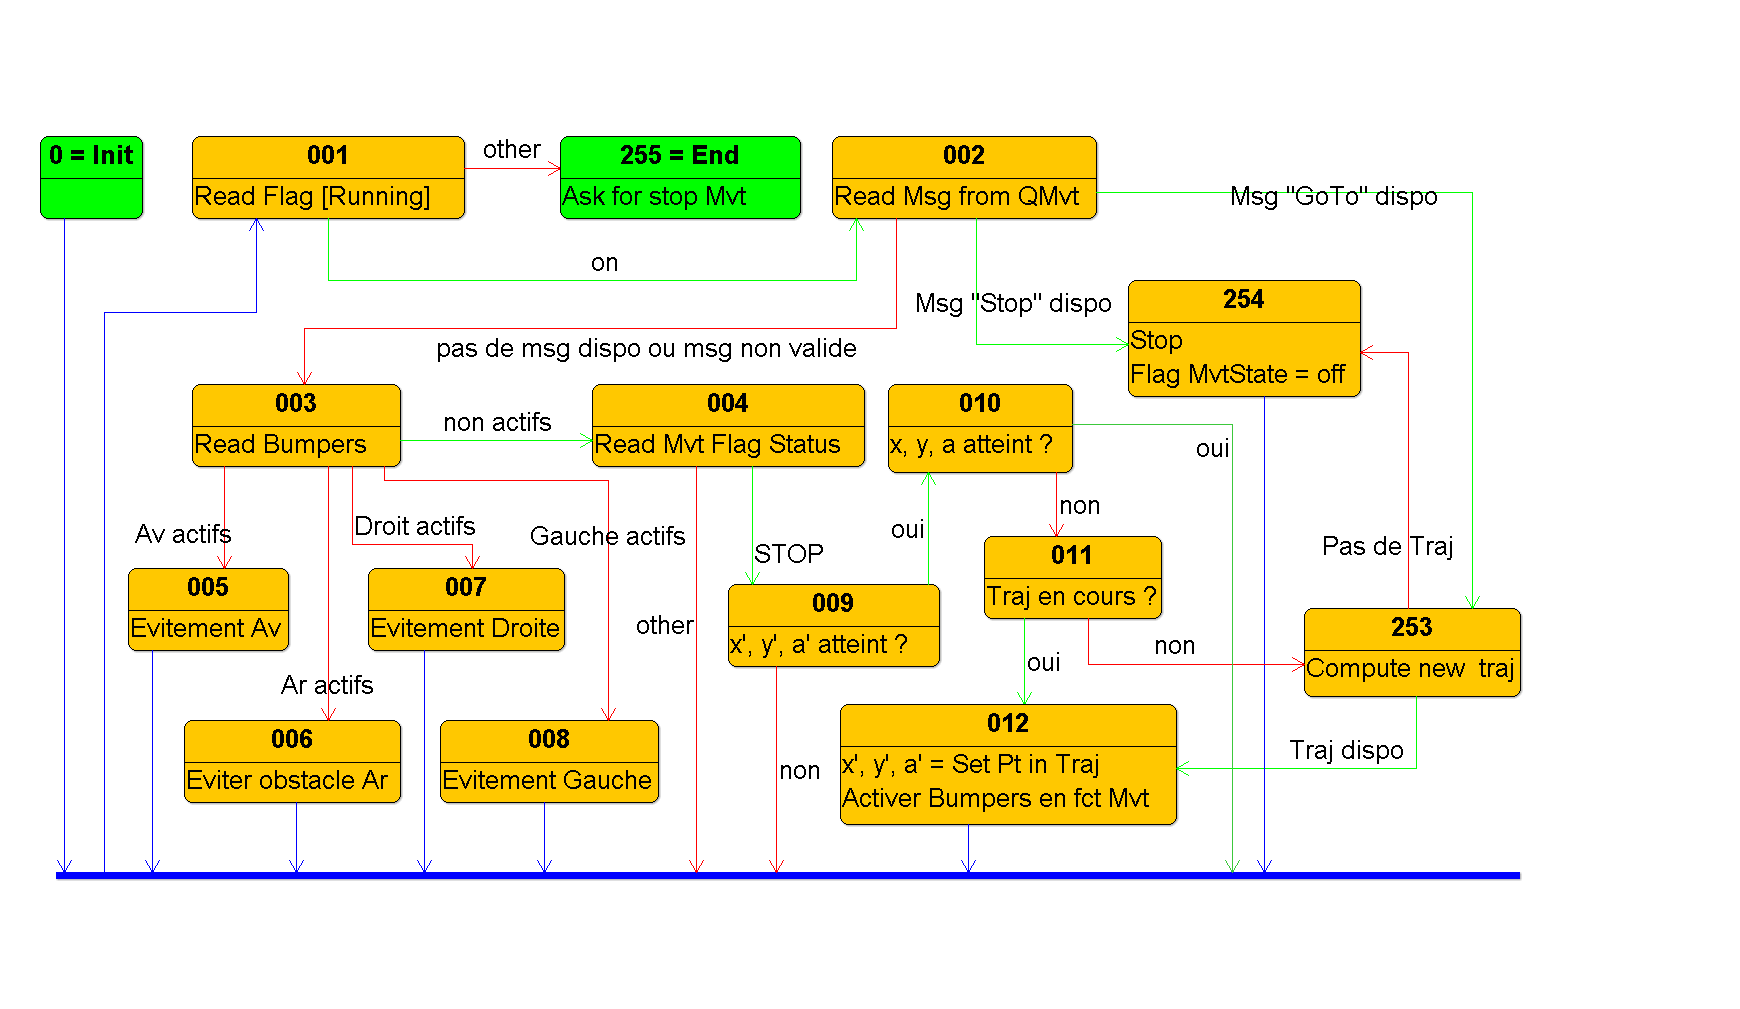 0 = Init
001
Read Flag [Running]
other
255 = End
Ask for stop Mvt
002
Read Msg from QMvt
Msg "GoTo" dispo
on
254
Stop
Flag MvtState = off
Msg "Stop" dispo
pas de msg dispo ou msg non valide
003
Read Bumpers
non actifs
004
Read Mvt Flag Status
010
x, y, a atteint ?
oui
non
Av actifs
Droit actifs
Gauche actifs
STOP
oui
011
Traj en cours ?
Pas de Traj
005
Evitement Av
007
Evitement Droite
other
009
x', y', a' atteint ?
253
Compute new  traj
non
oui
Ar actifs
006
Eviter obstacle Ar
008
Evitement Gauche
non
012
x', y', a' = Set Pt in Traj
Activer Bumpers en fct Mvt
Traj dispo